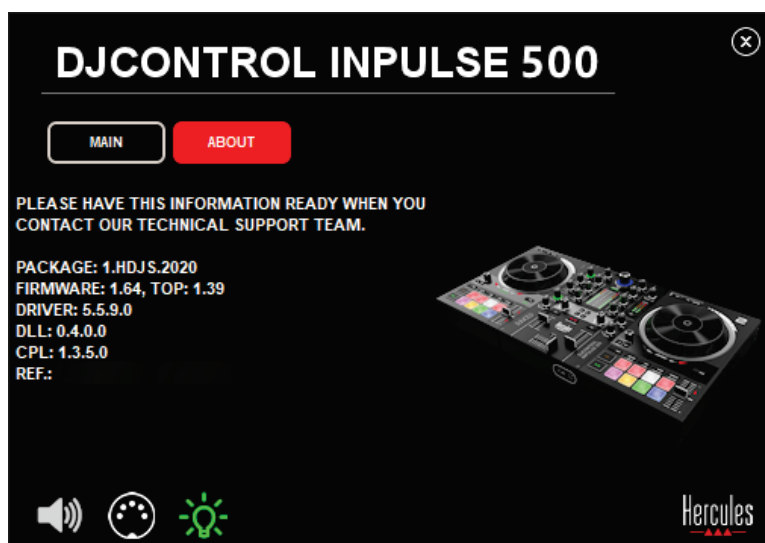 DJCONTROL INPULSE 500
MAIN
ABOUT
PLEASE HAVE THIS INFORMATION READY WHEN YOU
CONTACT OUR TECHNICAL SUPPORT TEAM.
PACKAGE: 1.HDJS.2020
FIRMWARE: 1.64, TOP: 1.39
DRIVER: 5.5.9.0
DLL: 0.4.0.0
CPL: 1.3.5.0
REF.:
Hercules